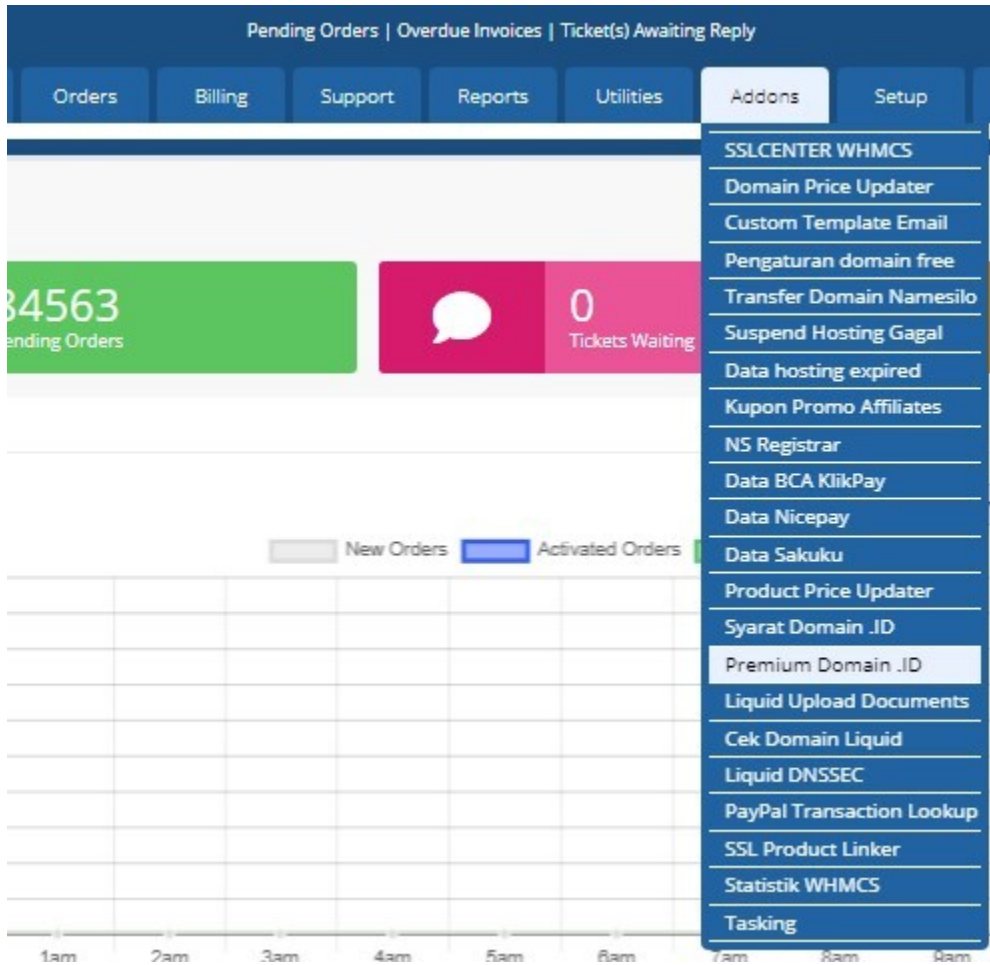 Pending Orders | Overdue Invoices | Ticket(s) Awaiting Reply
Orders Billing Support Reports Utilities Addons Setup
SSLCENTER WHMCS
Domain Price Updater
Custom Template Email
Pengaturan domain free
Transfer Domain Namesilo
Suspend Hosting Gagal
Data hosting expired
Kupon Promo Affiliates
NS Registrar
Data BCA KlikPay
Data Nicepay
Data Sakuku
Product Price Updater
Syarat Domain .ID
Premium Domain .ID
Liquid Upload Documents
Cek Domain Liquid
Liquid DNSSEC
PayPal Transaction Lookup
SSL Product Linker
Statistik WHMCS
Tasking
34563
ending Orders
0
Tickets Waiting
New Orders Activated Orders
1am 2am 3am 4am 5am 6am 7am 8am 9am